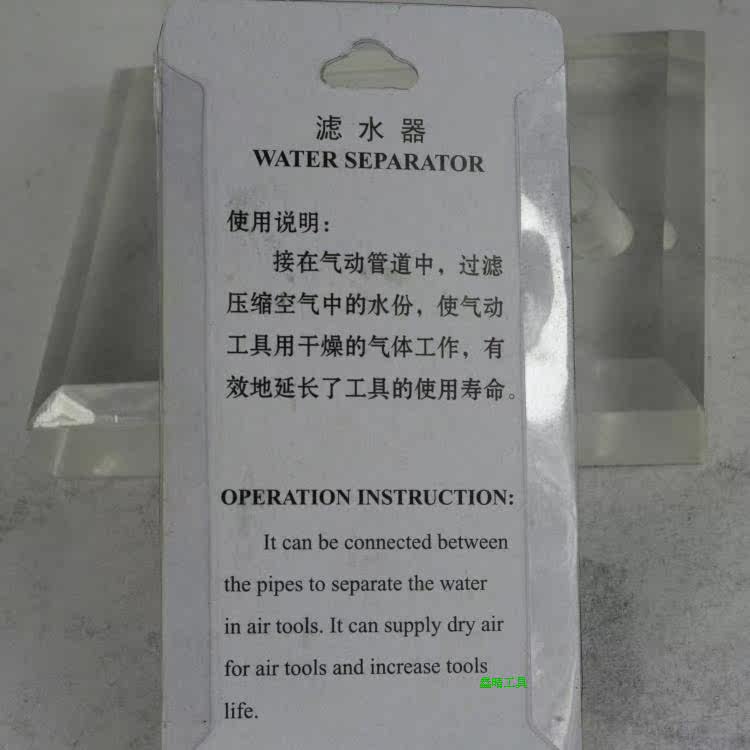 滤水器
WATER SEPARATOR
使用说明：
接在气动管道中，过滤
压缩空气中的水份，使气动
工具用干燥的气体工作，有
效地延长了工具的使用寿命。
OPERATION INSTRUCTION:
It can be connected between
the pipes to separate the water
in air tools. It can supply dry air
for air tools and increase tools
鑫晴工具
life.